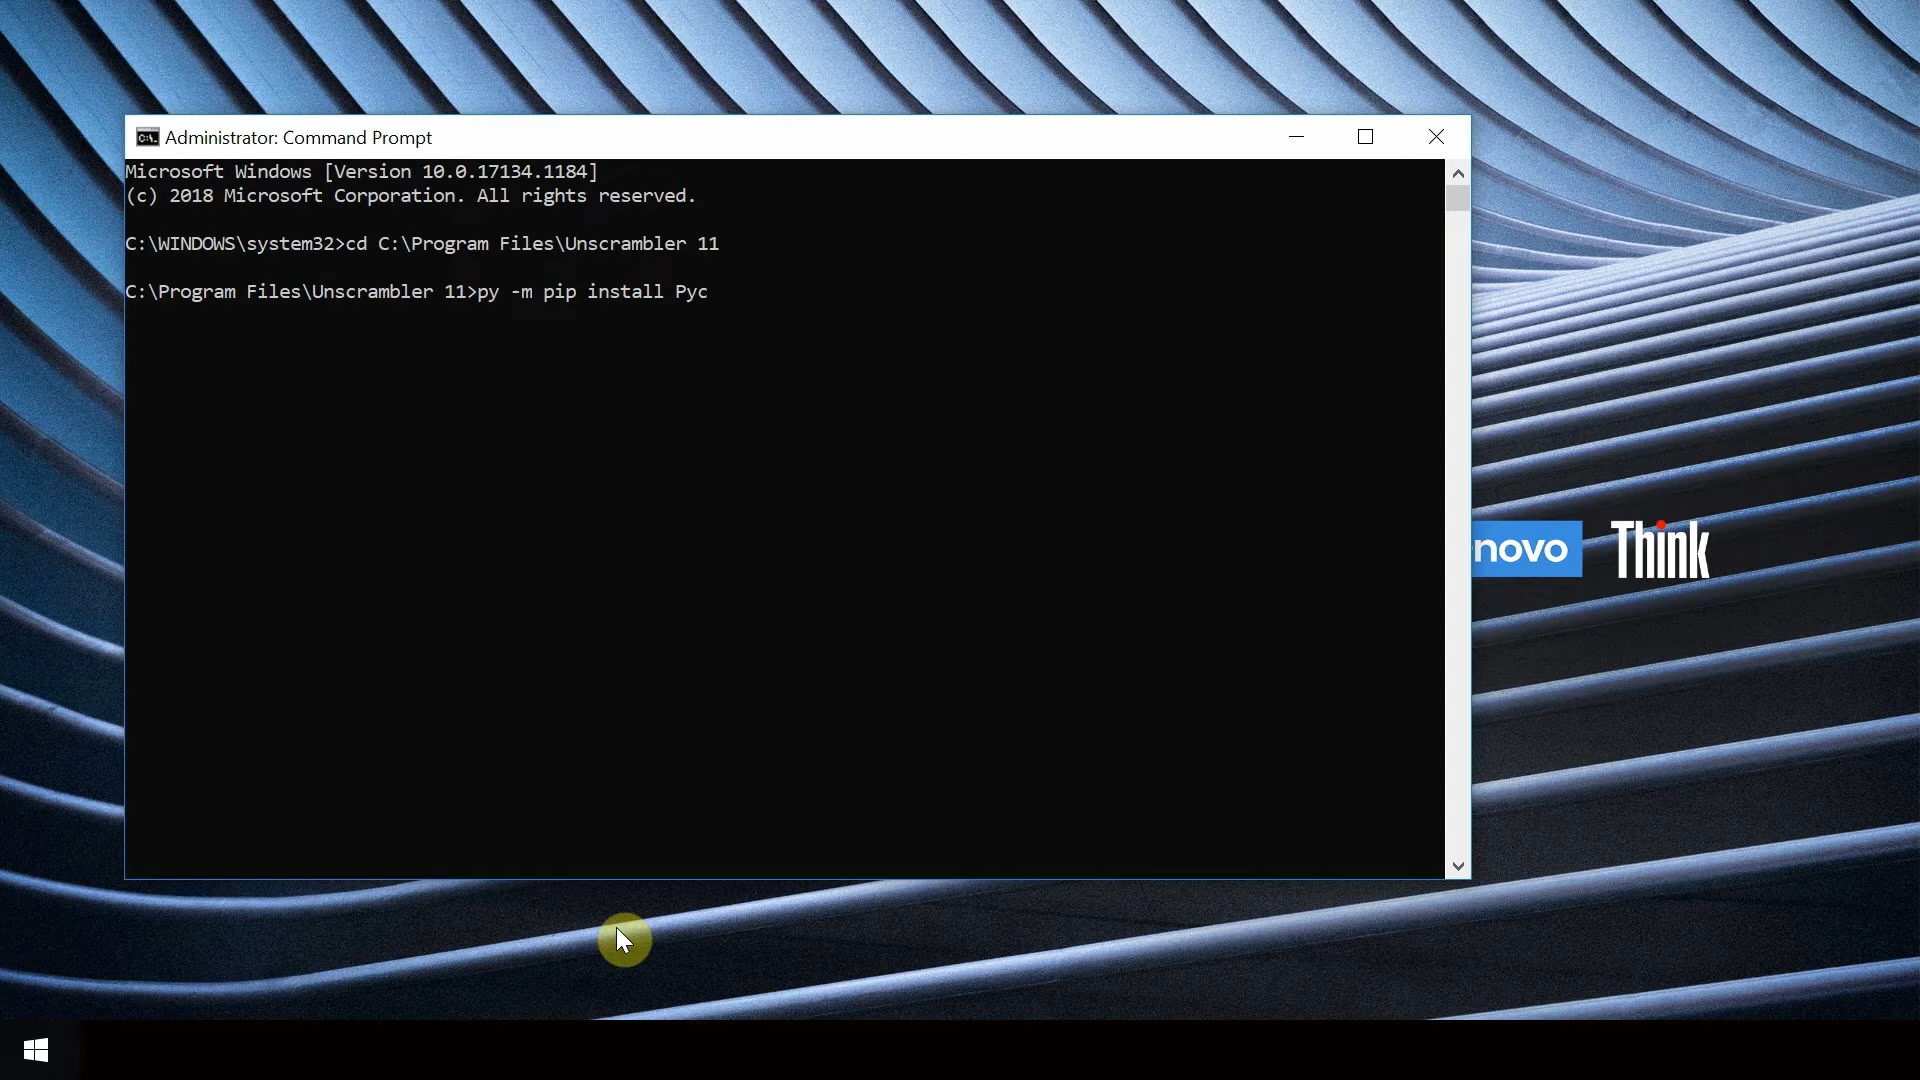 Administrator: Command Prompt
Microsoft Windows [Version 10.0.17134.1184]
(c) 2018 Microsoft Corporation. All rights reserved.
C:\WINDOWS\system32>cd C:\Program Files\Unscrambler 11
C:\Program Files\Unscrambler 11>py -m pip install Pyc
novo Think